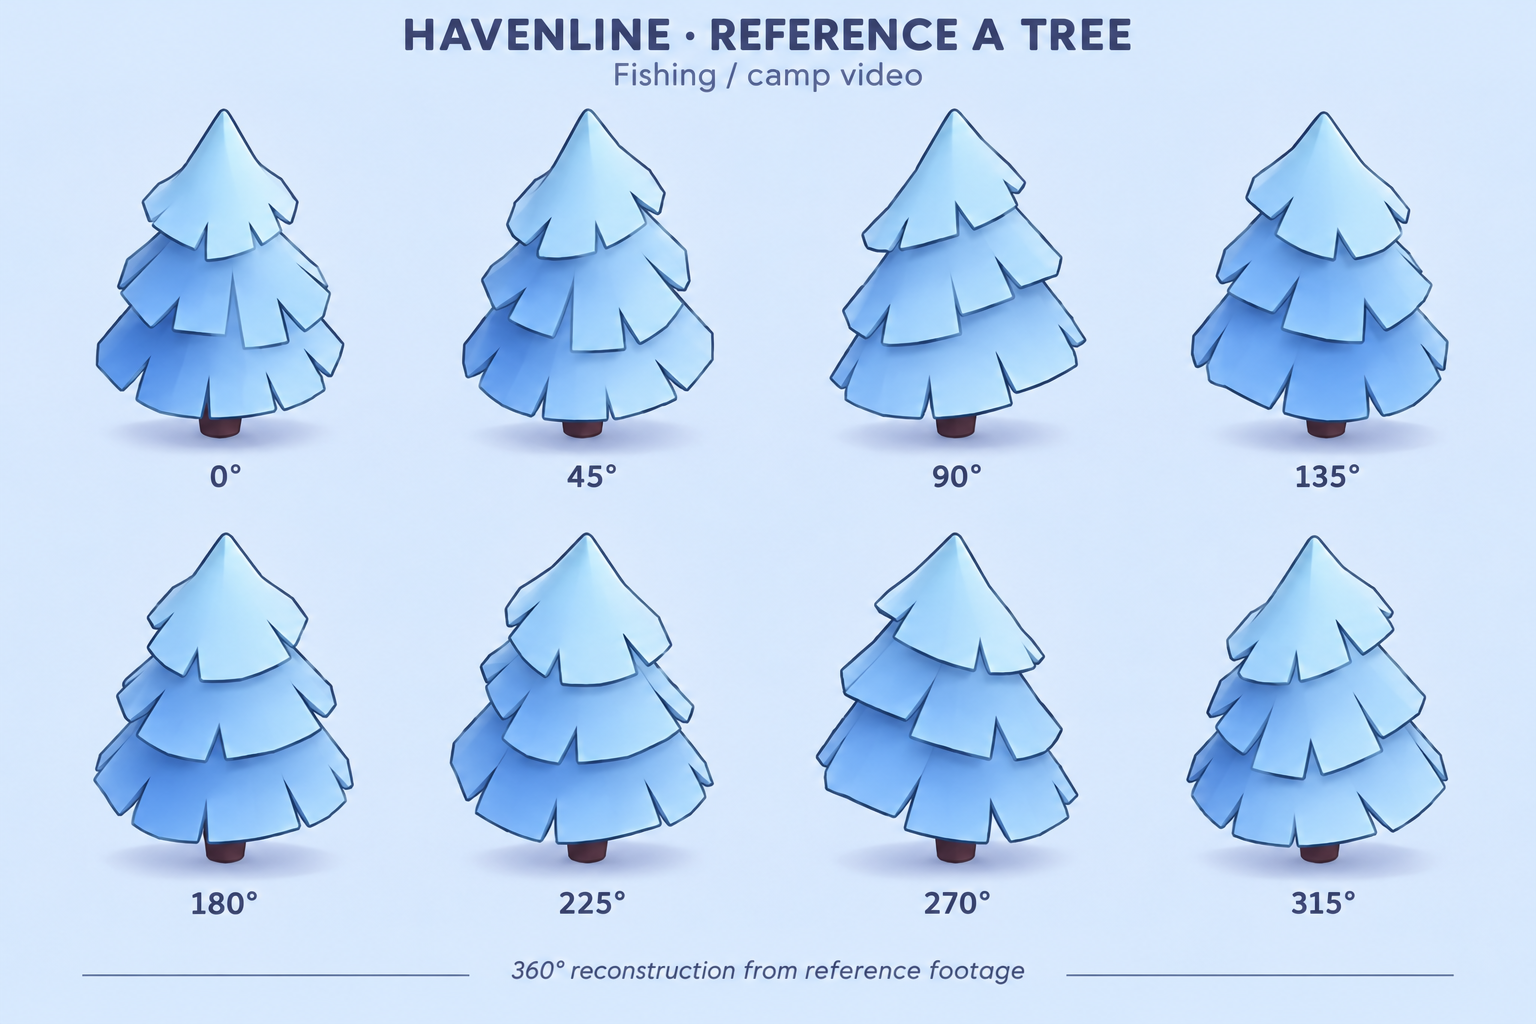 HAVENLINE · REFERENCE A TREE
Fishing / camp video
0°
45°
90°
135°
180°
225°
270°
315°
360° reconstruction from reference footage